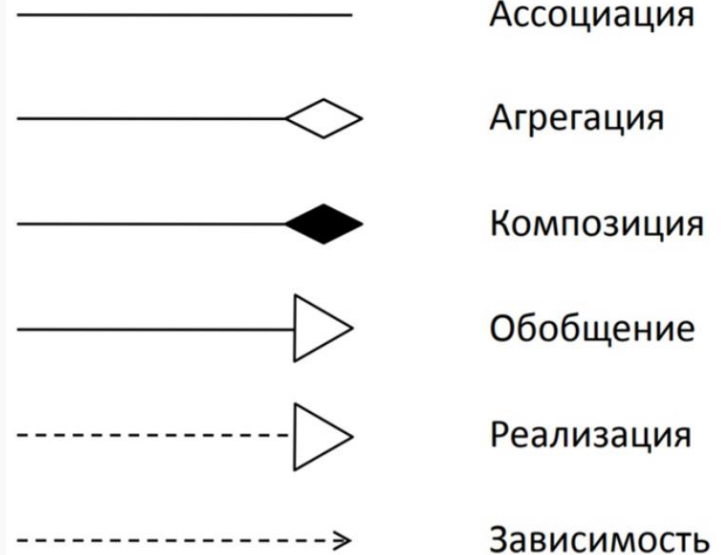 Ассоциация
Агрегация
Композиция
Обобщение
Реализация
Зависимость